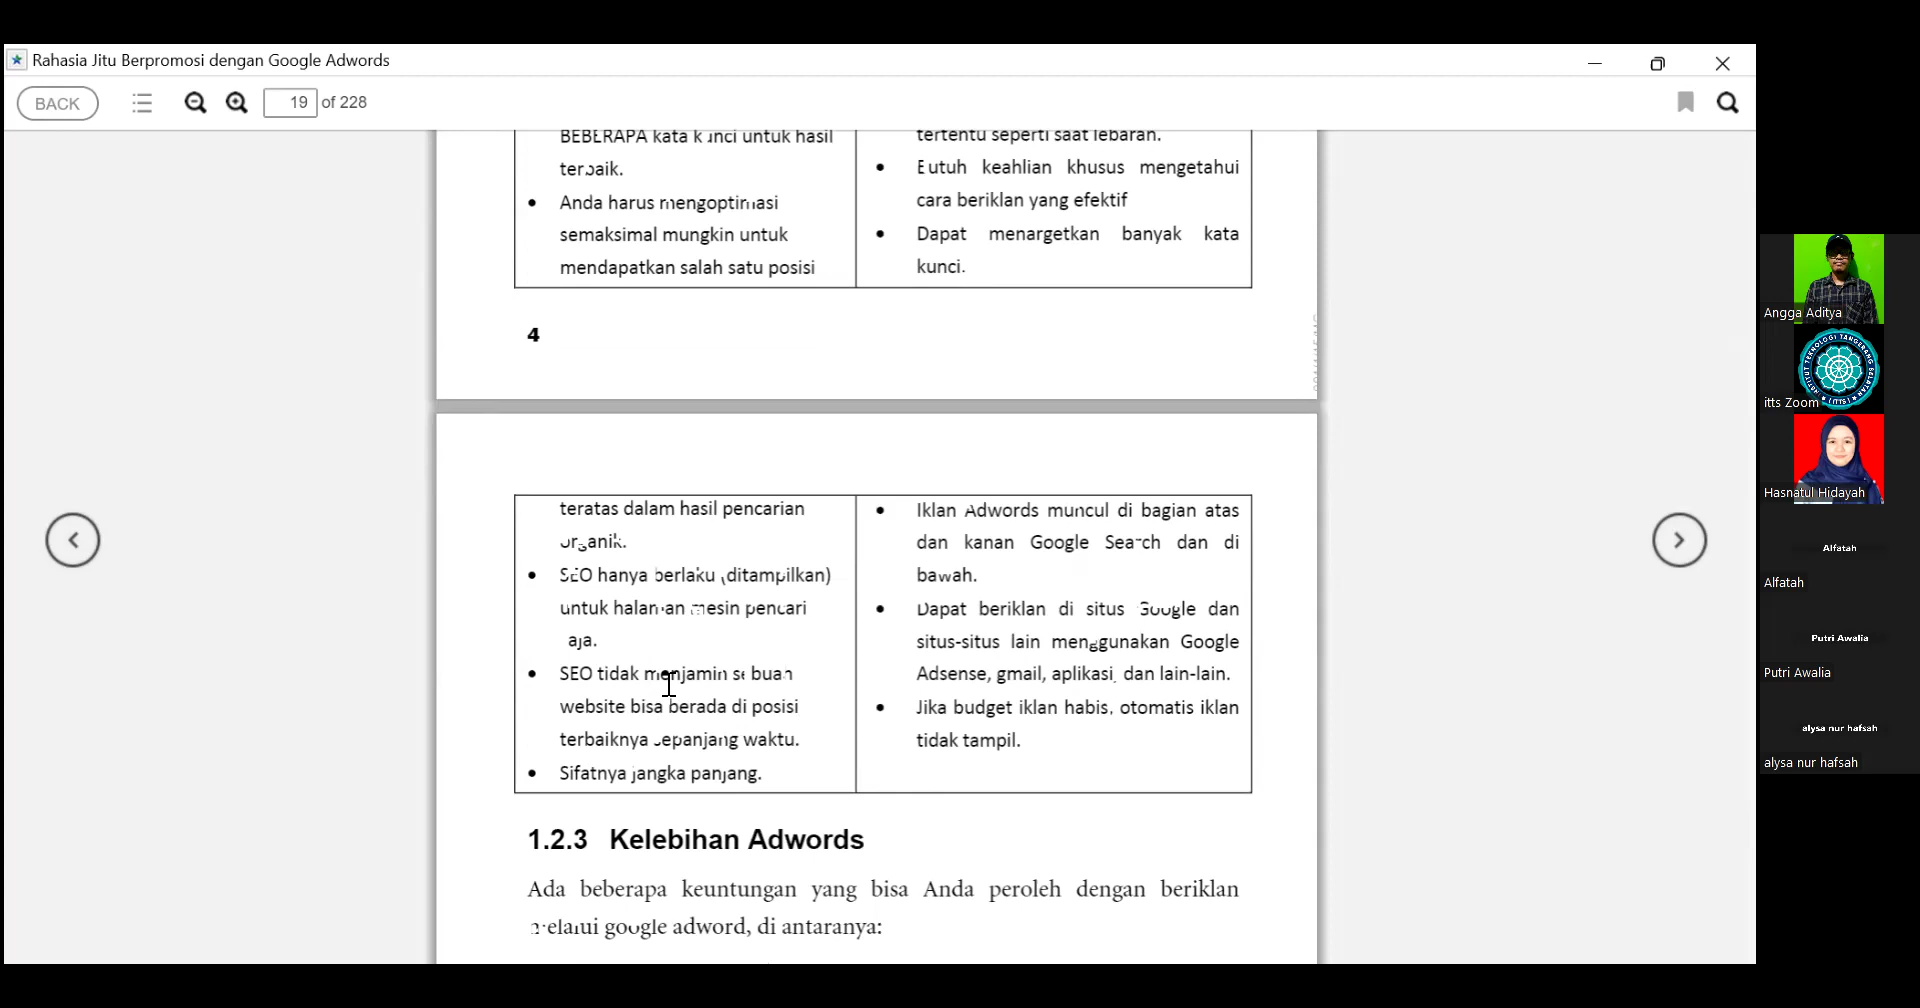 Rahasia Jitu Berpromosi dengan Google Adwords
BACK
19 of 228
BEBERAPA kata kunci untuk hasil
terbaik.
• Anda harus mengoptimasi
semaksimal mungkin untuk
mendapatkan salah satu posisi
tertentu seperti saat lebaran.
• Butuh keahlian khusus mengetahui
cara beriklan yang efektif
• Dapat menargetkan banyak kata
kunci.
4
teratas dalam hasil pencarian
organik.
• SEO hanya berlaku (ditampilkan)
untuk halaman mesin pencari
aja.
• SEO tidak menjamin sebuah
website bisa berada di posisi
terbaiknya sepanjang waktu.
• Sifatnya jangka panjang.
• Iklan Adwords muncul di bagian atas
dan kanan Google Search dan di
bawah.
• Dapat beriklan di situs Google dan
situs-situs lain menggunakan Google
Adsense, gmail, aplikasi, dan lain-lain.
• Jika budget iklan habis, otomatis iklan
tidak tampil.
1.2.3 Kelebihan Adwords
Ada beberapa keuntungan yang bisa Anda peroleh dengan beriklan
melalui google adword, di antaranya:
Angga Aditya
INSTITUT TEKNOLOGI TANGERANG SELATAN
(ITTS)
itts Zoom
Hasnatul Hidayah
Alfatah
Alfatah
Putri Awalia
Putri Awalia
alysa nur hafsah
alysa nur hafsah